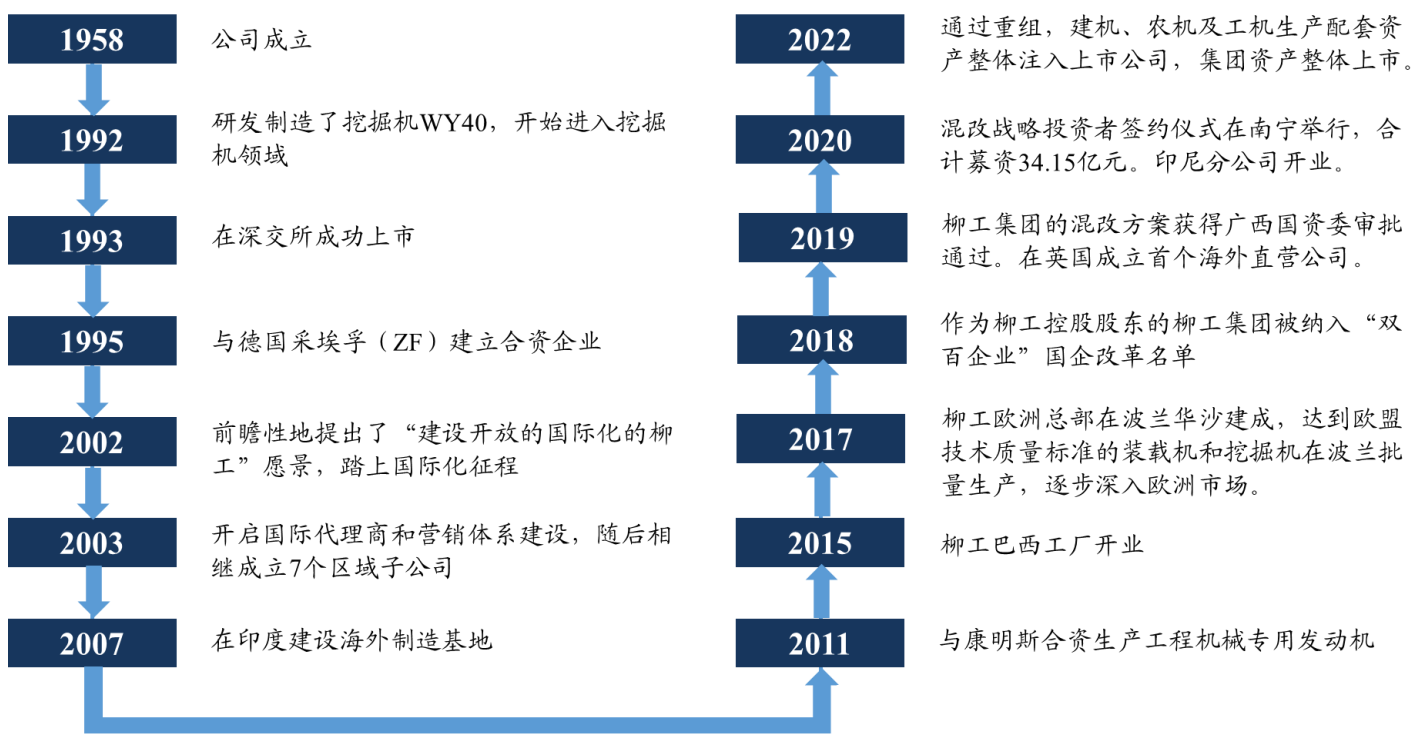 1958
公司成立
1992
研发制造了挖掘机WY40，开始进入挖掘
机领域
1993
在深交所成功上市
1995
与德国采埃孚（ZF）建立合资企业
2002
前瞻性地提出了“建设开放的国际化的柳
工”愿景，踏上国际化征程
2003
开启国际代理商和营销体系建设，随后相
继成立7个区域子公司
2007
在印度建设海外制造基地
2011
与康明斯合资生产工程机械专用发动机
2015
柳工巴西工厂开业
2017
柳工欧洲总部在波兰华沙建成，达到欧盟
技术质量标准的装载机和挖掘机在波兰批
量生产，逐步深入欧洲市场。
2018
作为柳工控股股东的柳工集团被纳入“双
百企业”国企改革名单
2019
柳工集团的混改方案获得广西国资委审批
通过。在英国成立首个海外直营公司。
2020
混改战略投资者签约仪式在南宁举行，合
计募资34.15亿元。印尼分公司开业。
2022
通过重组，建机、农机及工机生产配套资
产整体注入上市公司，集团资产整体上市。